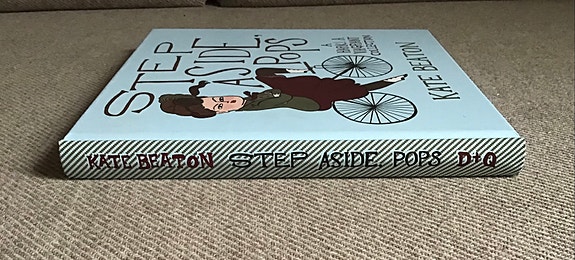 STEP
ASIDE,
POPS
A
HARK! A
VAGRANT
COLLECTION
KATE BEATON
KATE BEATON STEP ASIDE, POPS D+Q